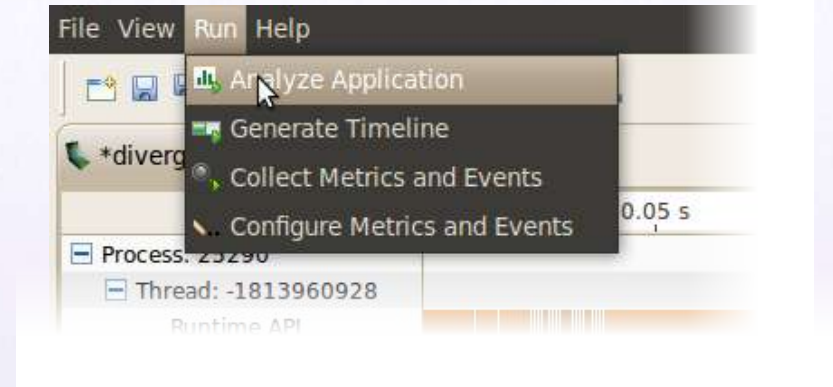 File View Run Help
Analyze Application
Generate Timeline
*diverg
Collect Metrics and Events
0.05 s
Configure Metrics and Events
Process: 25290
Thread: -1813960928
Runtime API